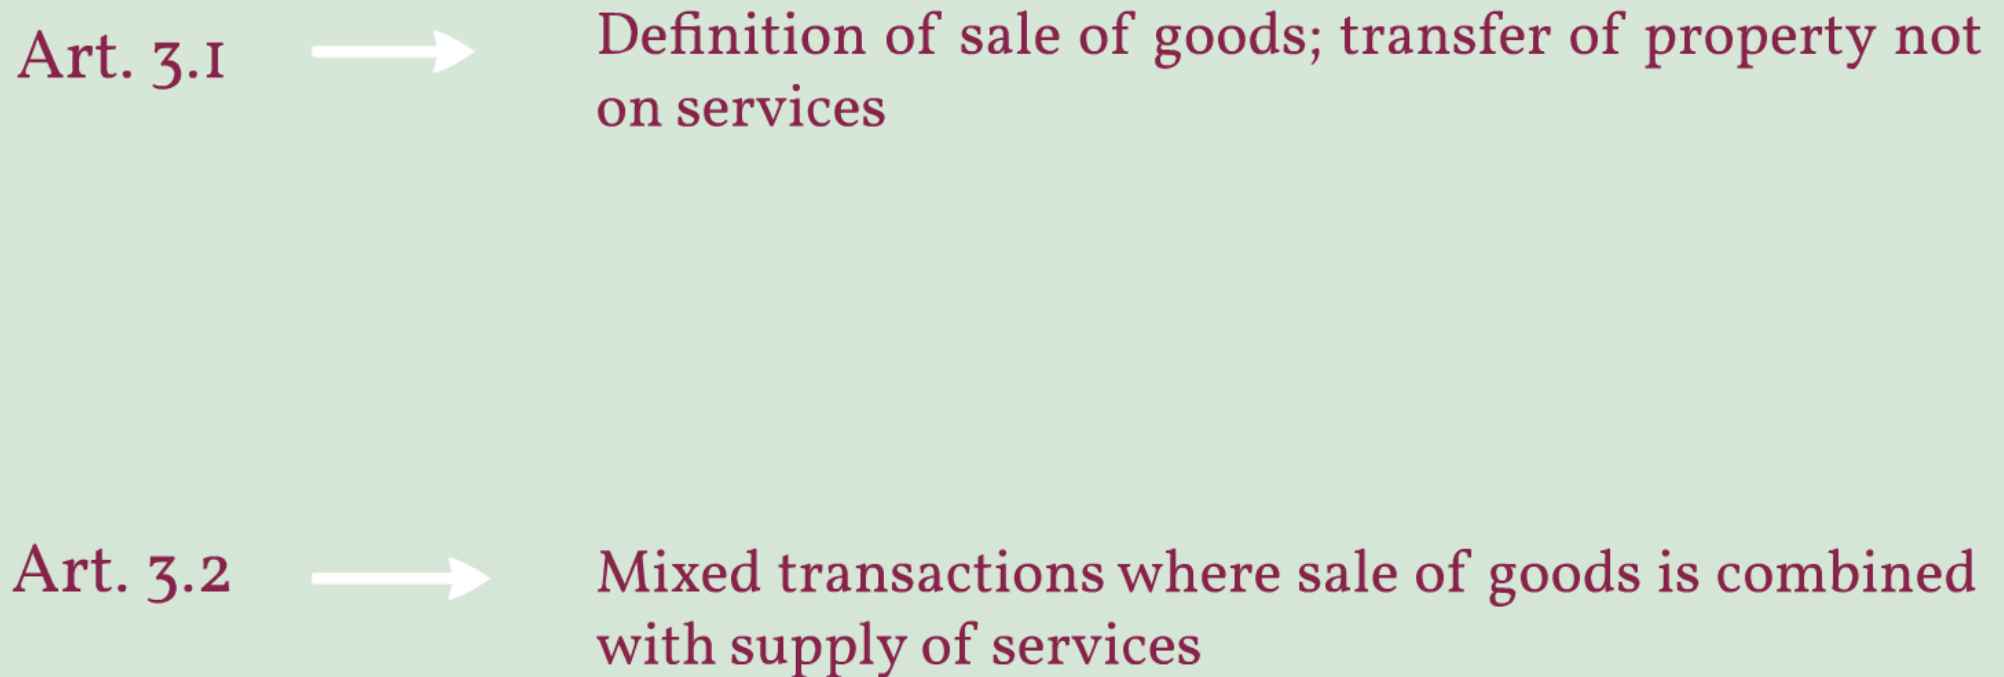 Art. 3.1
Definition of sale of goods; transfer of property not
on services
Art. 3.2
Mixed transactions where sale of goods is combined
with supply of services